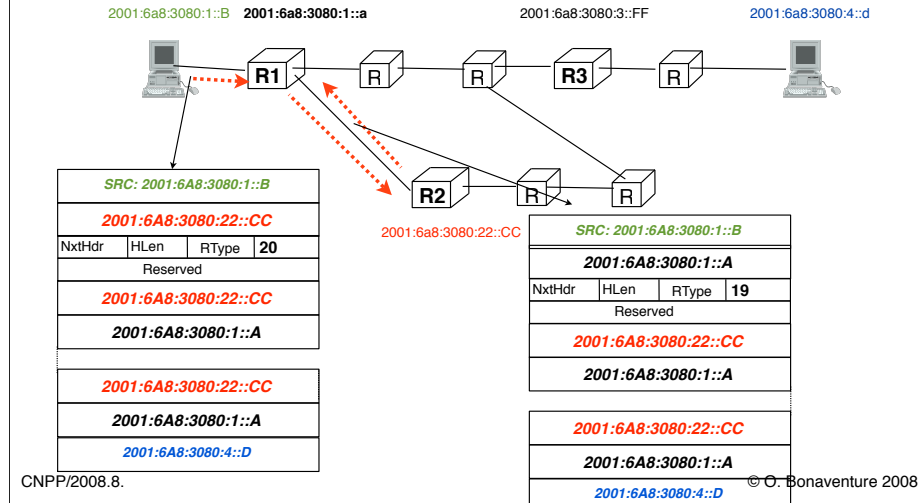 2001:6a8:3080:1::B 2001:6a8:3080:1::a 2001:6a8:3080:3::FF 2001:6a8:3080:4::d
R1 R R R3 R
R2 R R
2001:6a8:3080:22::CC
SRC: 2001:6A8:3080:1::B
2001:6A8:3080:22::CC
NxtHdr HLen RType 20
Reserved
2001:6A8:3080:22::CC
2001:6A8:3080:1::A
2001:6A8:3080:22::CC
2001:6A8:3080:1::A
2001:6A8:3080:4::D
SRC: 2001:6A8:3080:1::B
2001:6A8:3080:1::A
NxtHdr HLen RType 19
Reserved
2001:6A8:3080:22::CC
2001:6A8:3080:1::A
2001:6A8:3080:22::CC
2001:6A8:3080:1::A
2001:6A8:3080:4::D
CNPP/2008.8. © O. Bonaventure 2008